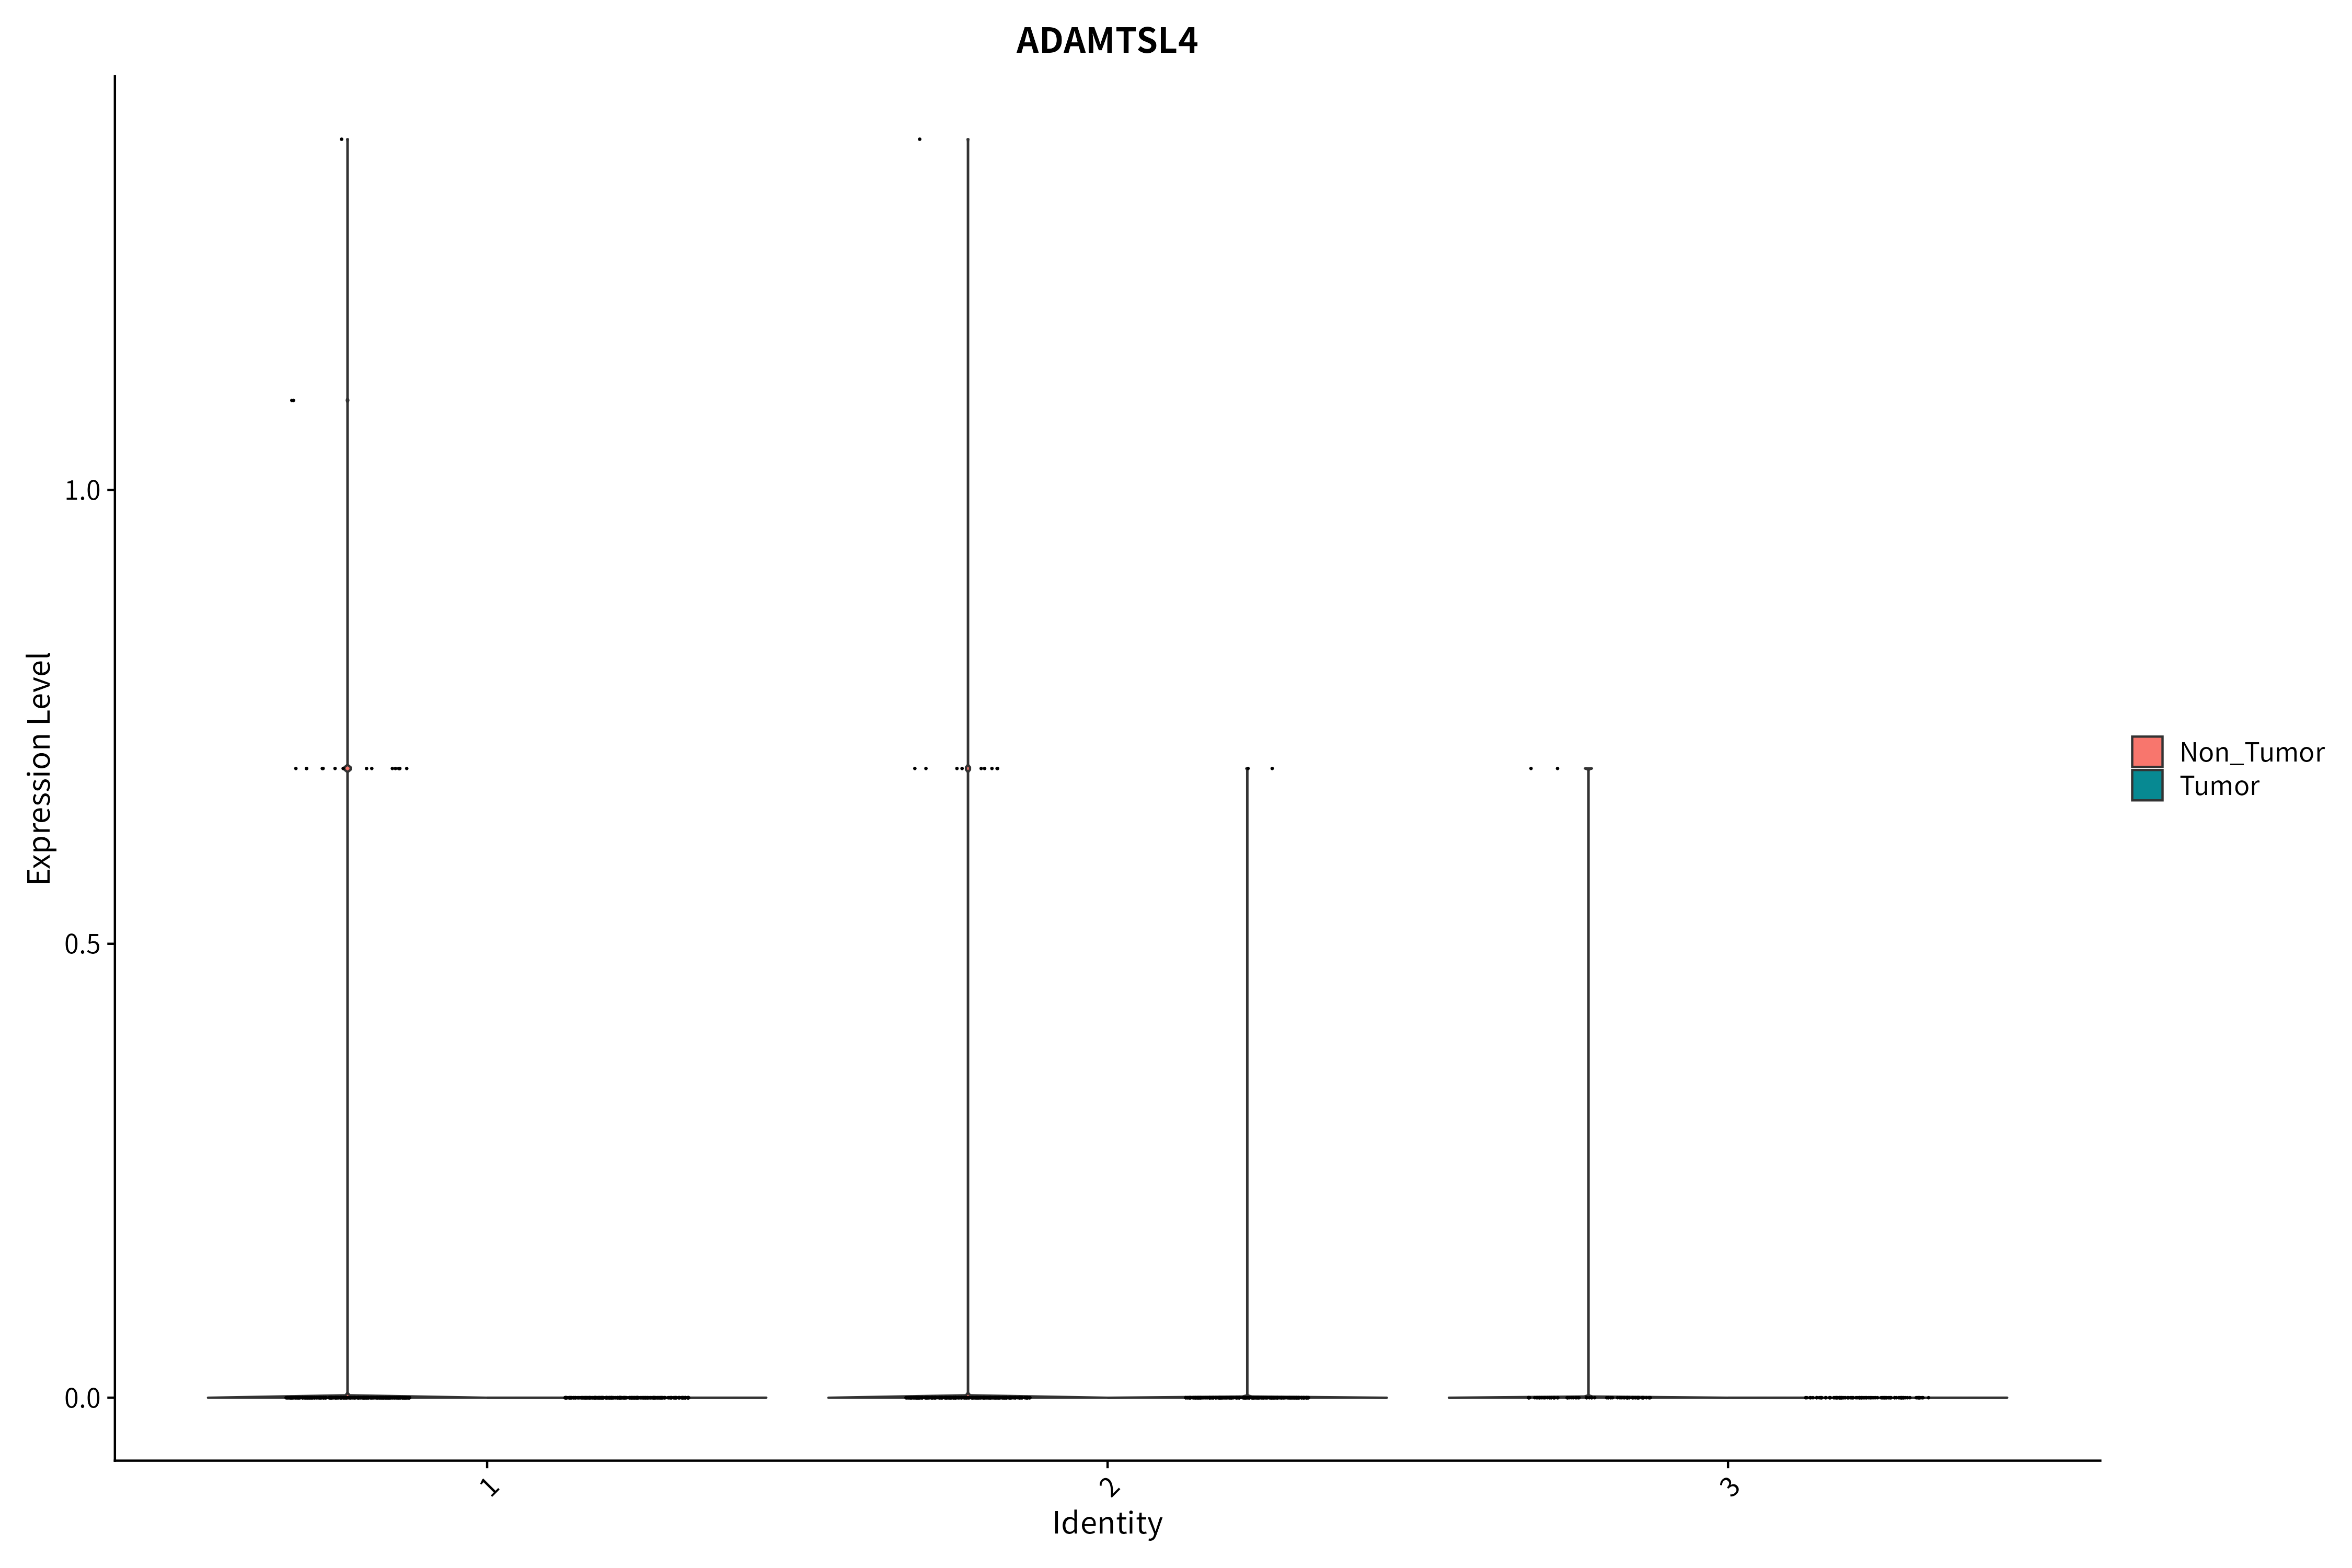 ADAMTSL4
Expression Level
1.0
0.5
0.0
1
2
3
Identity
Non_Tumor
Tumor